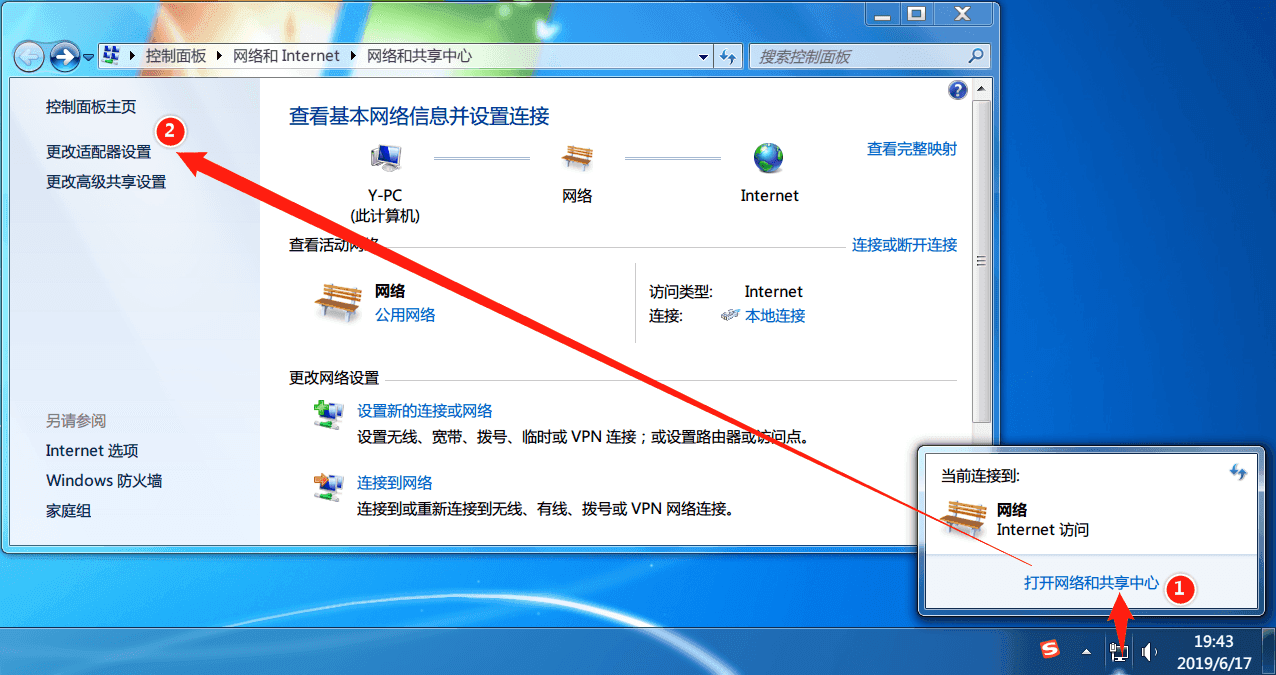 控制面板 网络和 Internet 网络和共享中心
搜索控制面板
控制面板主页
更改适配器设置
更改高级共享设置
2
另请参阅
Internet 选项
Windows 防火墙
家庭组
查看基本网络信息并设置连接
查看完整映射
Y-PC
(此计算机)
网络
Internet
查看活动网络
连接或断开连接
网络
公用网络
访问类型: Internet
连接: 本地连接
更改网络设置
设置新的连接或网络
设置无线、宽带、拨号、临时或 VPN 连接；或设置路由器或访问点。
连接到网络
连接到或重新连接到无线、有线、拨号或 VPN 网络连接。
当前连接到:
网络
Internet 访问
打开网络和共享中心
1
S
19:43
2019/6/17